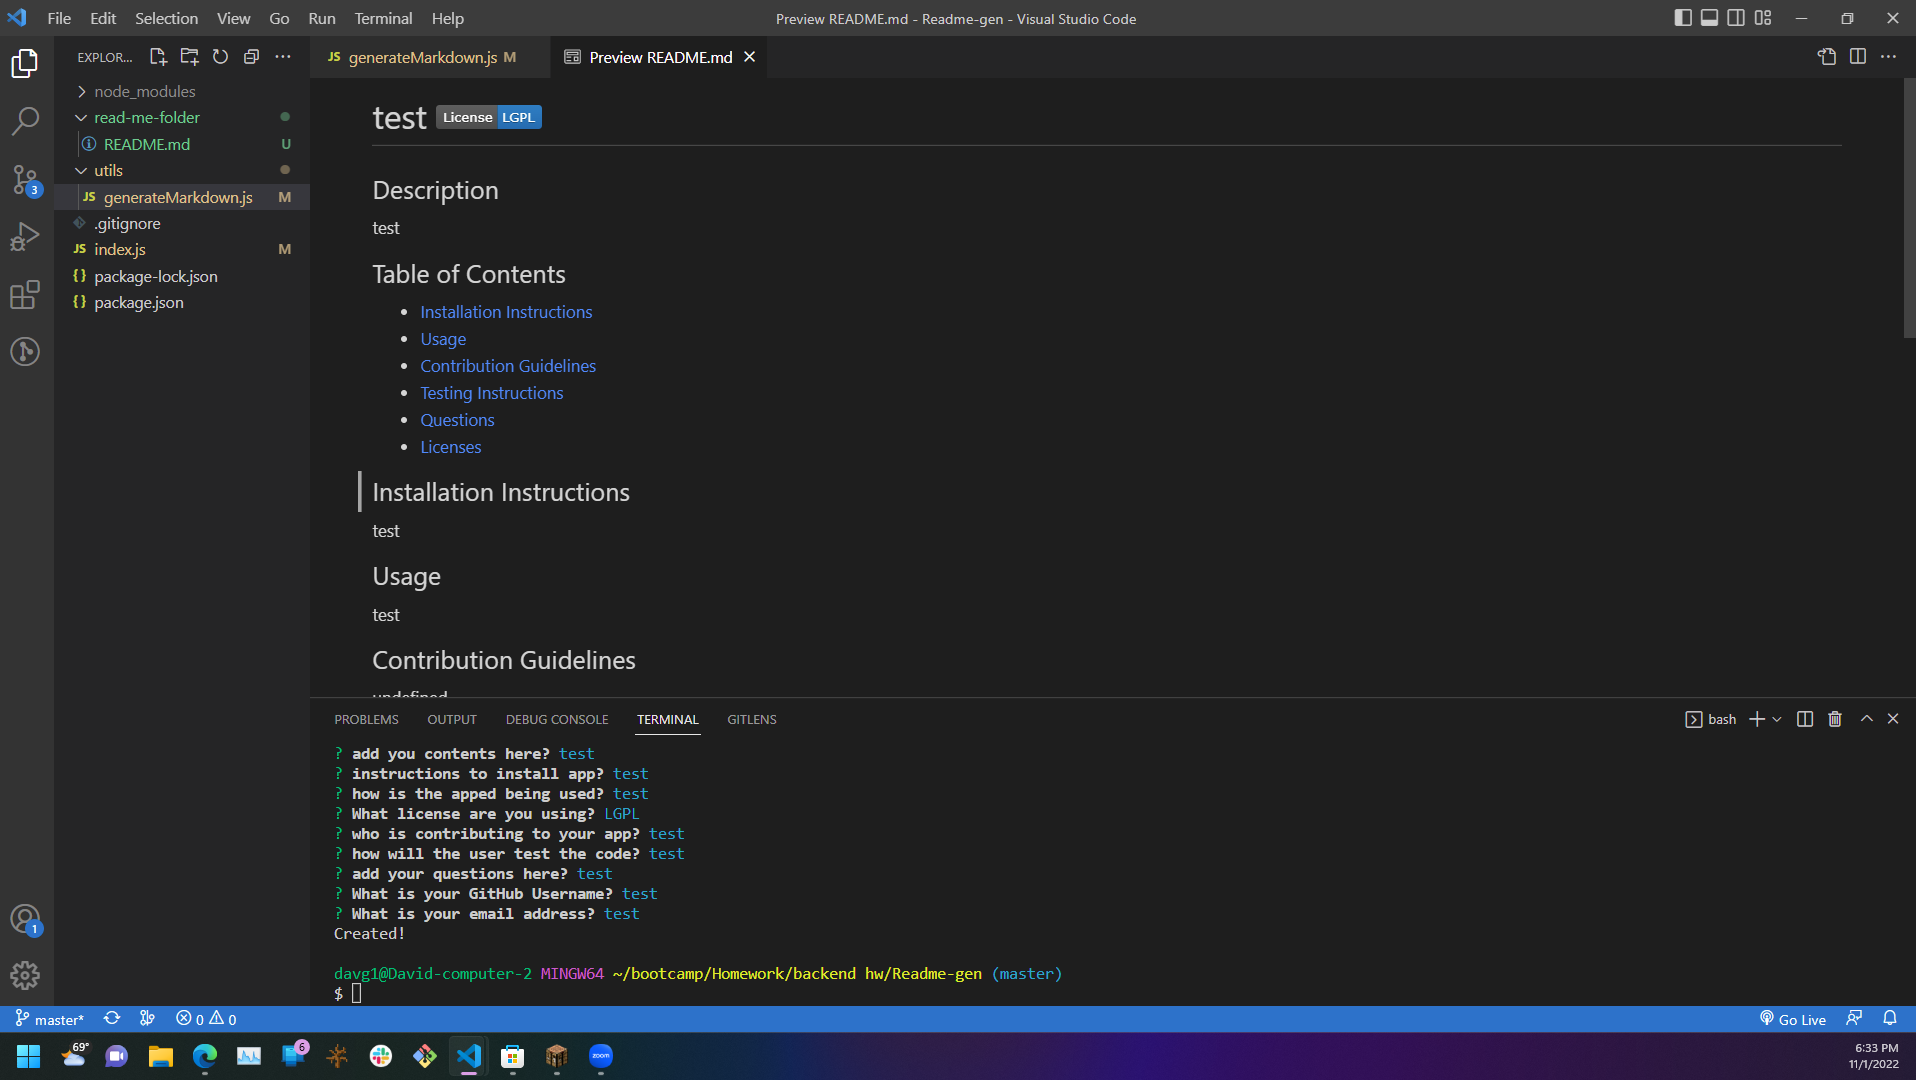 File Edit Selection View Go Run Terminal Help
Preview README.md - Readme-gen - Visual Studio Code
EXPLOR...
JS generateMarkdown.js M
Preview README.md
node_modules
read-me-folder
README.md U
utils
JS generateMarkdown.js M
.gitignore
JS index.js M
{} package-lock.json
{} package.json
3
1
test License LGPL
Description
test
Table of Contents
• Installation Instructions
• Usage
• Contribution Guidelines
• Testing Instructions
• Questions
• Licenses
Installation Instructions
test
Usage
test
Contribution Guidelines
undefined
PROBLEMS OUTPUT DEBUG CONSOLE TERMINAL GITLENS
bash
? add you contents here? test
? instructions to install app? test
? how is the apped being used? test
? What license are you using? LGPL
? who is contributing to your app? test
? how will the user test the code? test
? add your questions here? test
? What is your GitHub Username? test
? What is your email address? test
Created!
davg1@David-computer-2 MINGW64 ~/bootcamp/Homework/backend hw/Readme-gen (master)
$
master* 0 0
Go Live
69°
6
zoom
6:33 PM
11/1/2022